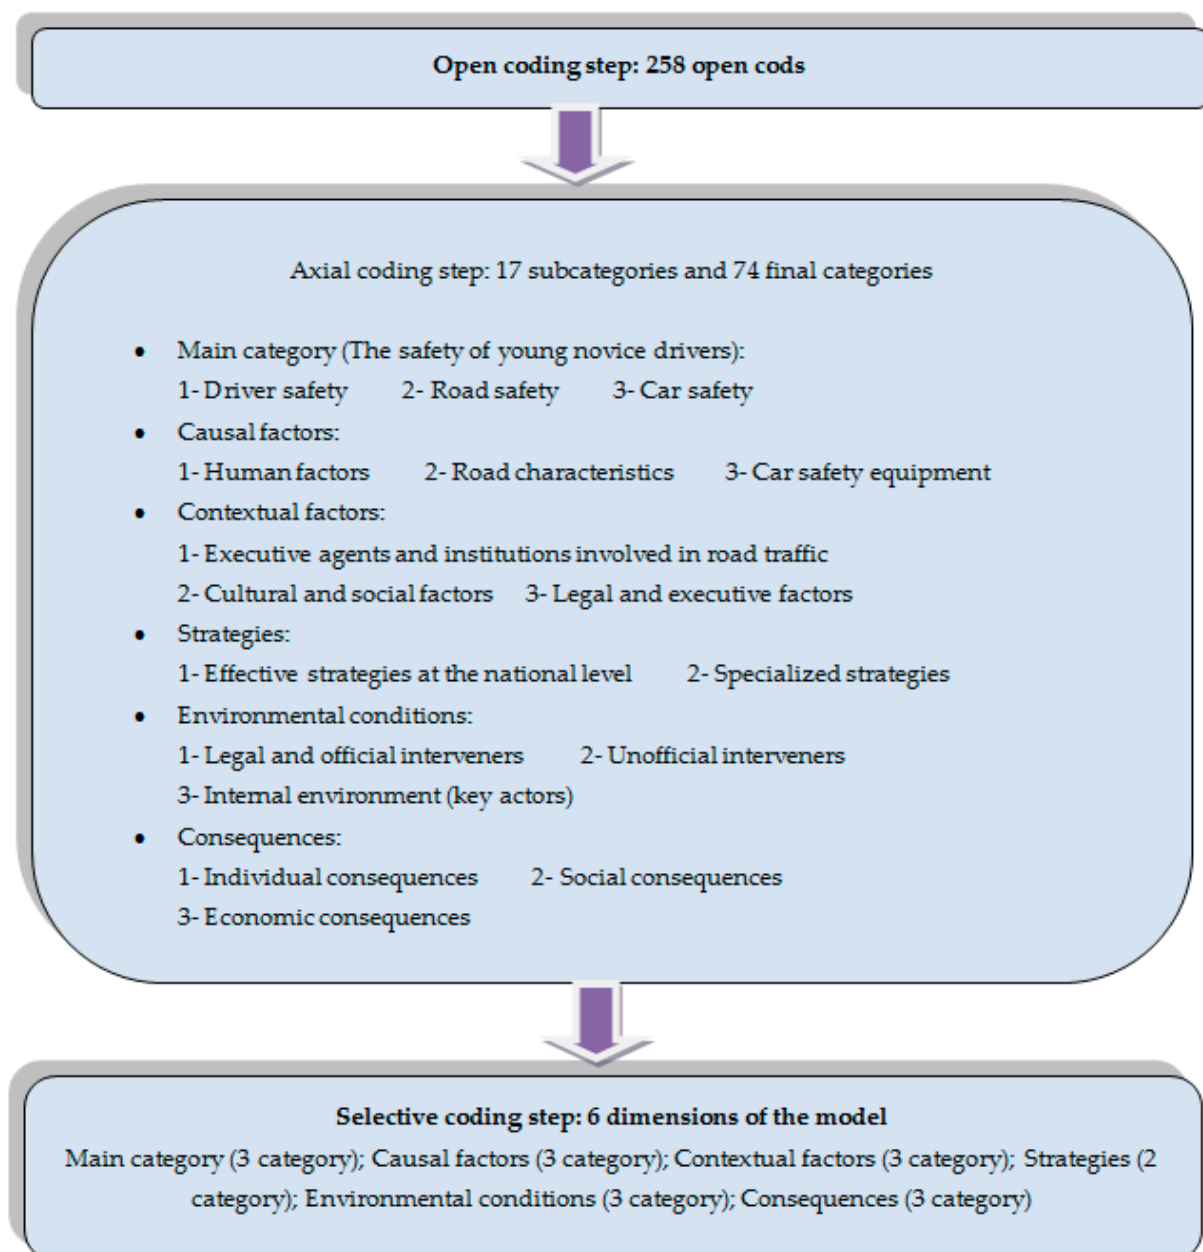 Open coding step: 258 open cods
Axial coding step: 17 subcategories and 74 final categories
• Main category (The safety of young novice drivers):
1- Driver safety 2- Road safety 3- Car safety
• Causal factors:
1- Human factors 2- Road characteristics 3- Car safety equipment
• Contextual factors:
1- Executive agents and institutions involved in road traffic
2- Cultural and social factors 3- Legal and executive factors
• Strategies:
1- Effective strategies at the national level 2- Specialized strategies
• Environmental conditions:
1- Legal and official interveners 2- Unofficial interveners
3- Internal environment (key actors)
• Consequences:
1- Individual consequences 2- Social consequences
3- Economic consequences
Selective coding step: 6 dimensions of the model
Main category (3 category); Causal factors (3 category); Contextual factors (3 category); Strategies (2
category); Environmental conditions (3 category); Consequences (3 category)